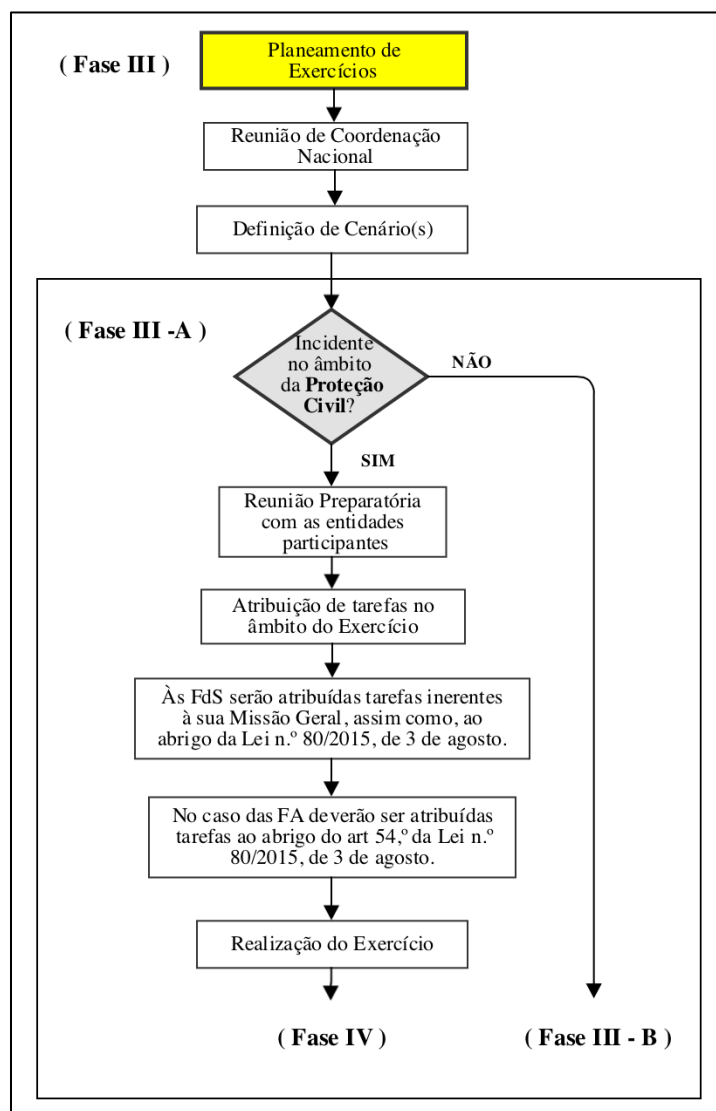 ( Fase III )
Planeamento de
Exercícios
Reunião de Coordenação
Nacional
Definição de Cenário(s)
( Fase III -A )
Incidente
no âmbito
da Proteção
Civil?
NÃO
SIM
Reunião Preparatória
com as entidades
participantes
Atribuição de tarefas no
âmbito do Exercício
Às FdS serão atribuídas tarefas inerentes
à sua Missão Geral, assim como, ao
abrigo da Lei n.º 80/2015, de 3 de agosto.
No caso das FA deverão ser atribuídas
tarefas ao abrigo do art 54,º da Lei n.º
80/2015, de 3 de agosto.
Realização do Exercício
( Fase IV )
( Fase III - B )